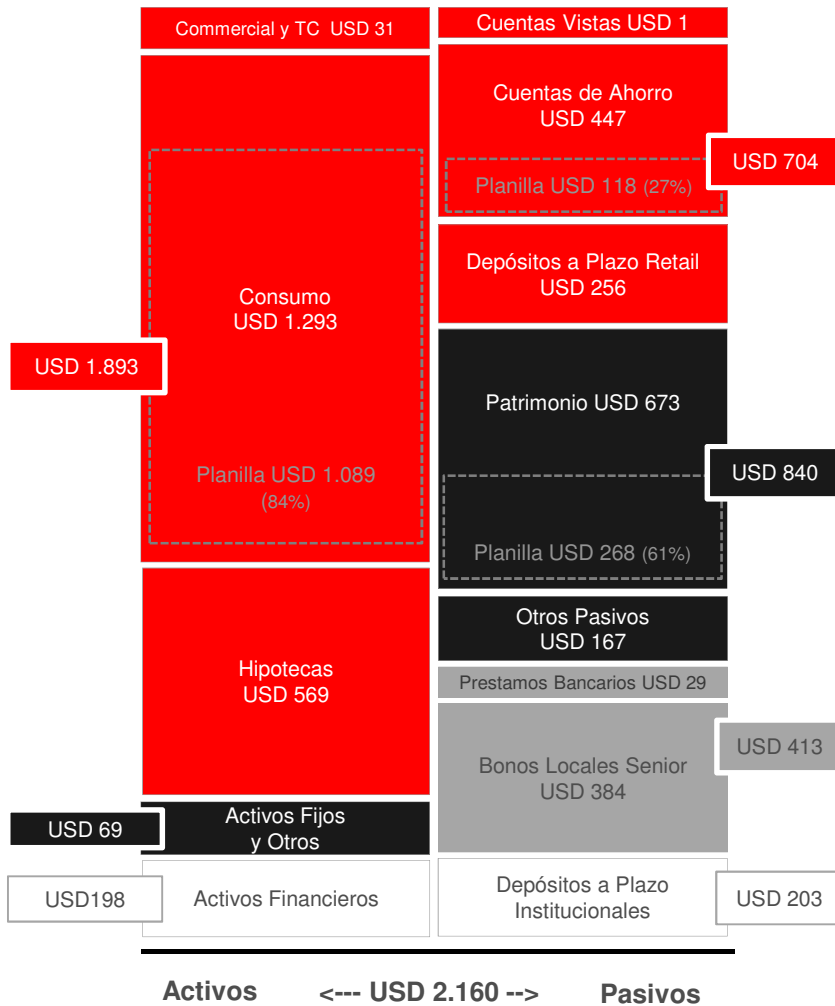 Commercial y TC  USD 31
Consumo
USD 1.293
Planilla USD 1.089
(84%)
USD 1.893
Hipotecas
USD 569
USD 69
Activos Fijos
y Otros
USD198
Activos Financieros
Cuentas Vistas USD 1
Cuentas de Ahorro
USD 447
Planilla USD 118 (27%)
USD 704
Depósitos a Plazo Retail
USD 256
Patrimonio USD 673
USD 840
Planilla USD 268 (61%)
Otros Pasivos
USD 167
Prestamos Bancarios USD 29
USD 413
Bonos Locales Senior
USD 384
Depósitos a Plazo
Institucionales
USD 203
Activos <--- USD 2.160 --> Pasivos